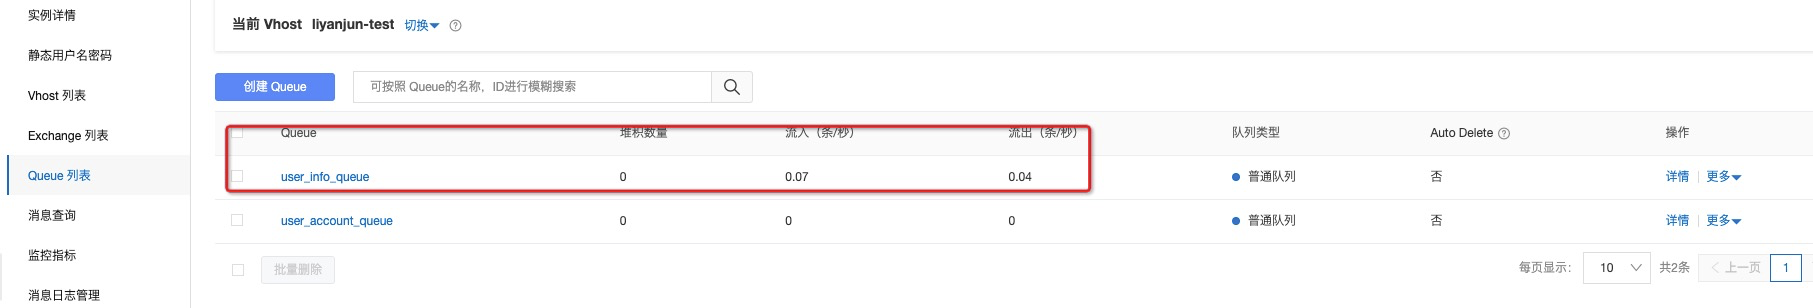 实例详情
静态用户名密码
Vhost 列表
Exchange 列表
Queue 列表
消息查询
监控指标
消息日志管理
当前 Vhost liyanjun-test 切换
创建 Queue 可按照 Queue的名称，ID进行模糊搜索
Queue 堆积数量 流入（条/秒） 流出（条/秒） 队列类型 Auto Delete 操作
user_info_queue 0 0.07 0.04 普通队列 否 详情 更多
user_account_queue 0 0 0 普通队列 否 详情 更多
批量删除 每页显示： 10 共2条 上一页 1